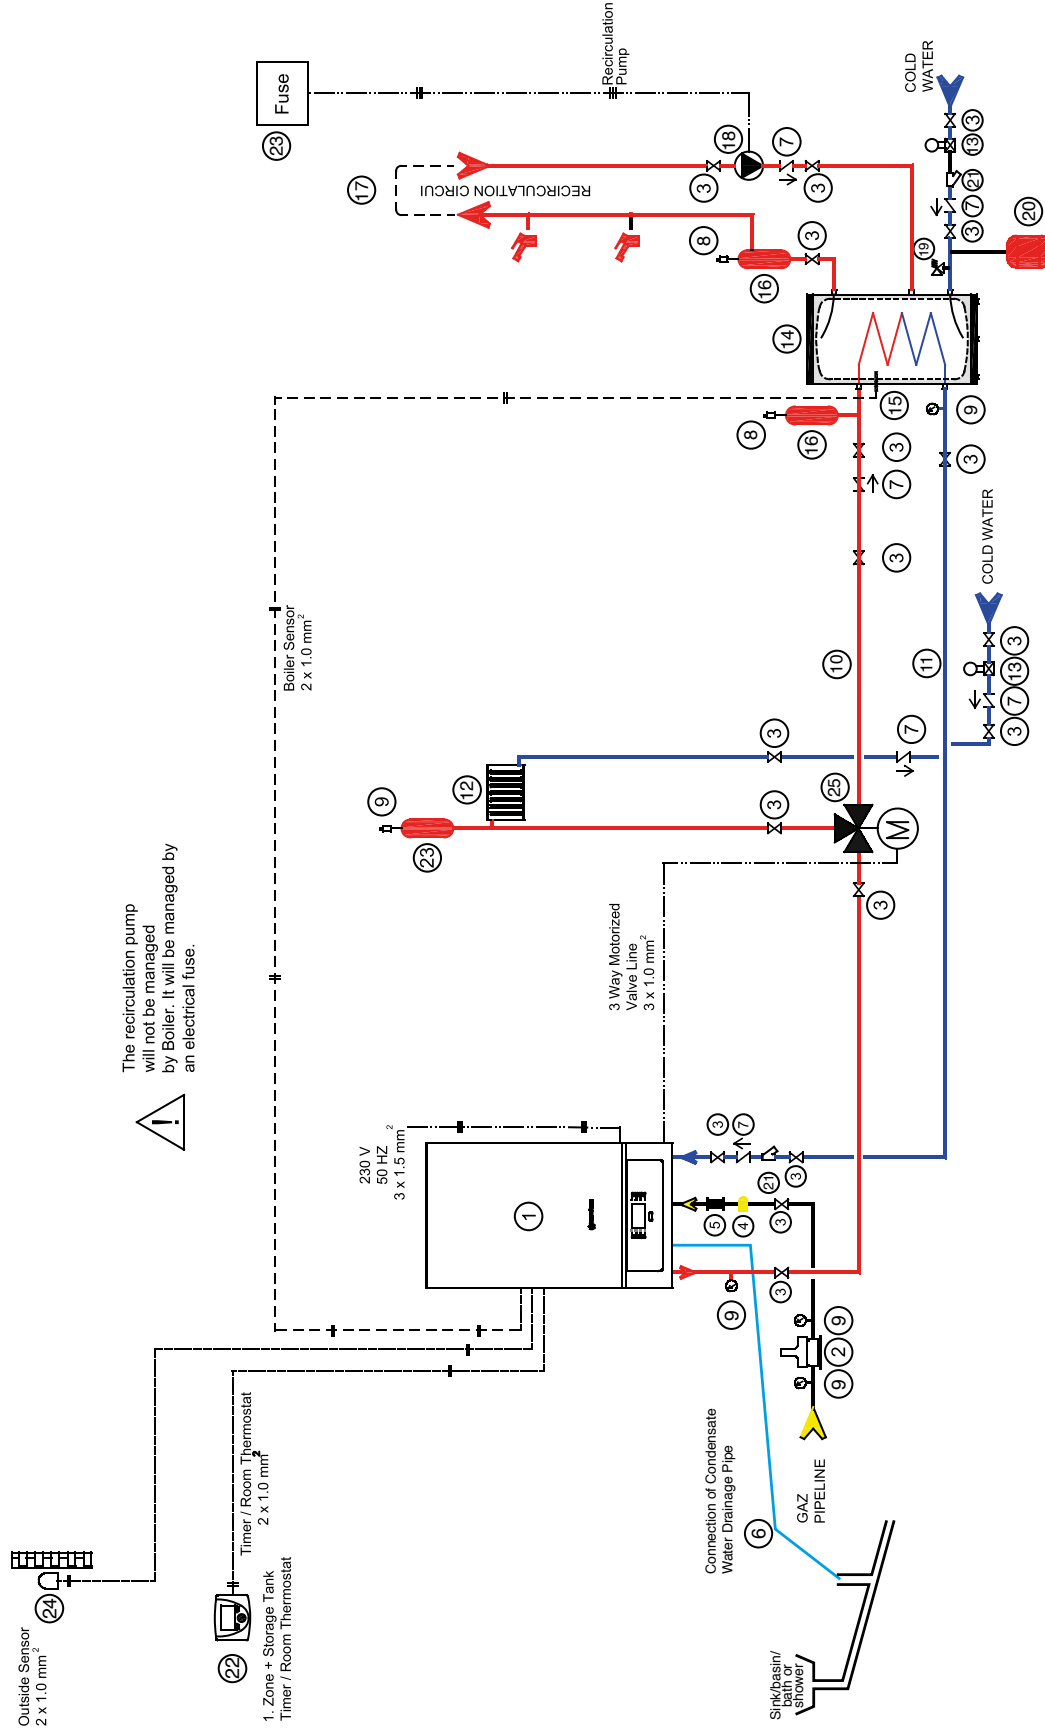 Outside Sensor
2 x 1.0 mm²
24
22
1. Zone + Storage Tank
Timer / Room Thermostat
Timer / Room Thermostat
2 x 1.0 mm²
The recirculation pump
will not be managed
by Boiler. It will be managed by
an electrical fuse.
!
Boiler Sensor
2 x 1.0 mm²
23
Fuse
Recirculation
Pump
17
RECIRCULATION CIRCUI
3
18
7
3
8
16
3
COLD
WATER
3
13
21
7
3
19
20
14
15
8
16
9
3
3
7
3
10
11
COLD WATER
3
13
7
3
9
23
12
3
7
3
25
M
3
3 Way Motorized
Valve Line
3 x 1.0 mm²
230 V
50 HZ
3 x 1.5 mm²
1
3
7
21
3
5
4
3
9
3
9
2
9
GAZ
PIPELINE
Connection of Condensate
Water Drainage Pipe
6
Sink/basin/
bath or
shower